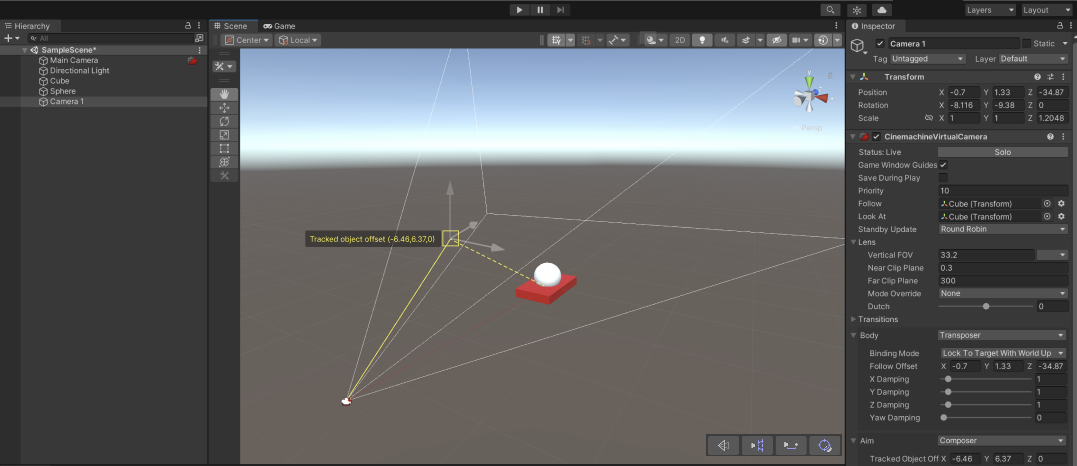 Layers Layout
Hierarchy
All
SampleScene*
Main Camera
Directional Light
Cube
Sphere
Camera 1
Scene Game
Center Local 2D
Persp
Tracked object offset (-6.46,6.37,0)
Inspector
Camera 1 Static
Tag Untagged Layer Default
Transform
Position X -0.7 Y 1.33 Z -34.87
Rotation X -8.116 Y -9.38 Z 0
Scale X 1 Y 1 Z 1.2048
CinemachineVirtualCamera
Status: Live Solo
Game Window Guides
Save During Play
Priority 10
Follow Cube (Transform)
Look At Cube (Transform)
Standby Update Round Robin
Lens
Vertical FOV 33.2
Near Clip Plane 0.3
Far Clip Plane 300
Mode Override None
Dutch 0
Transitions
Body Transposer
Binding Mode Lock To Target With World Up
Follow Offset X -0.7 Y 1.33 Z -34.87
X Damping 1
Y Damping 1
Z Damping 1
Yaw Damping 0
Aim Composer
Tracked Object Off X -6.46 Y 6.37 Z 0